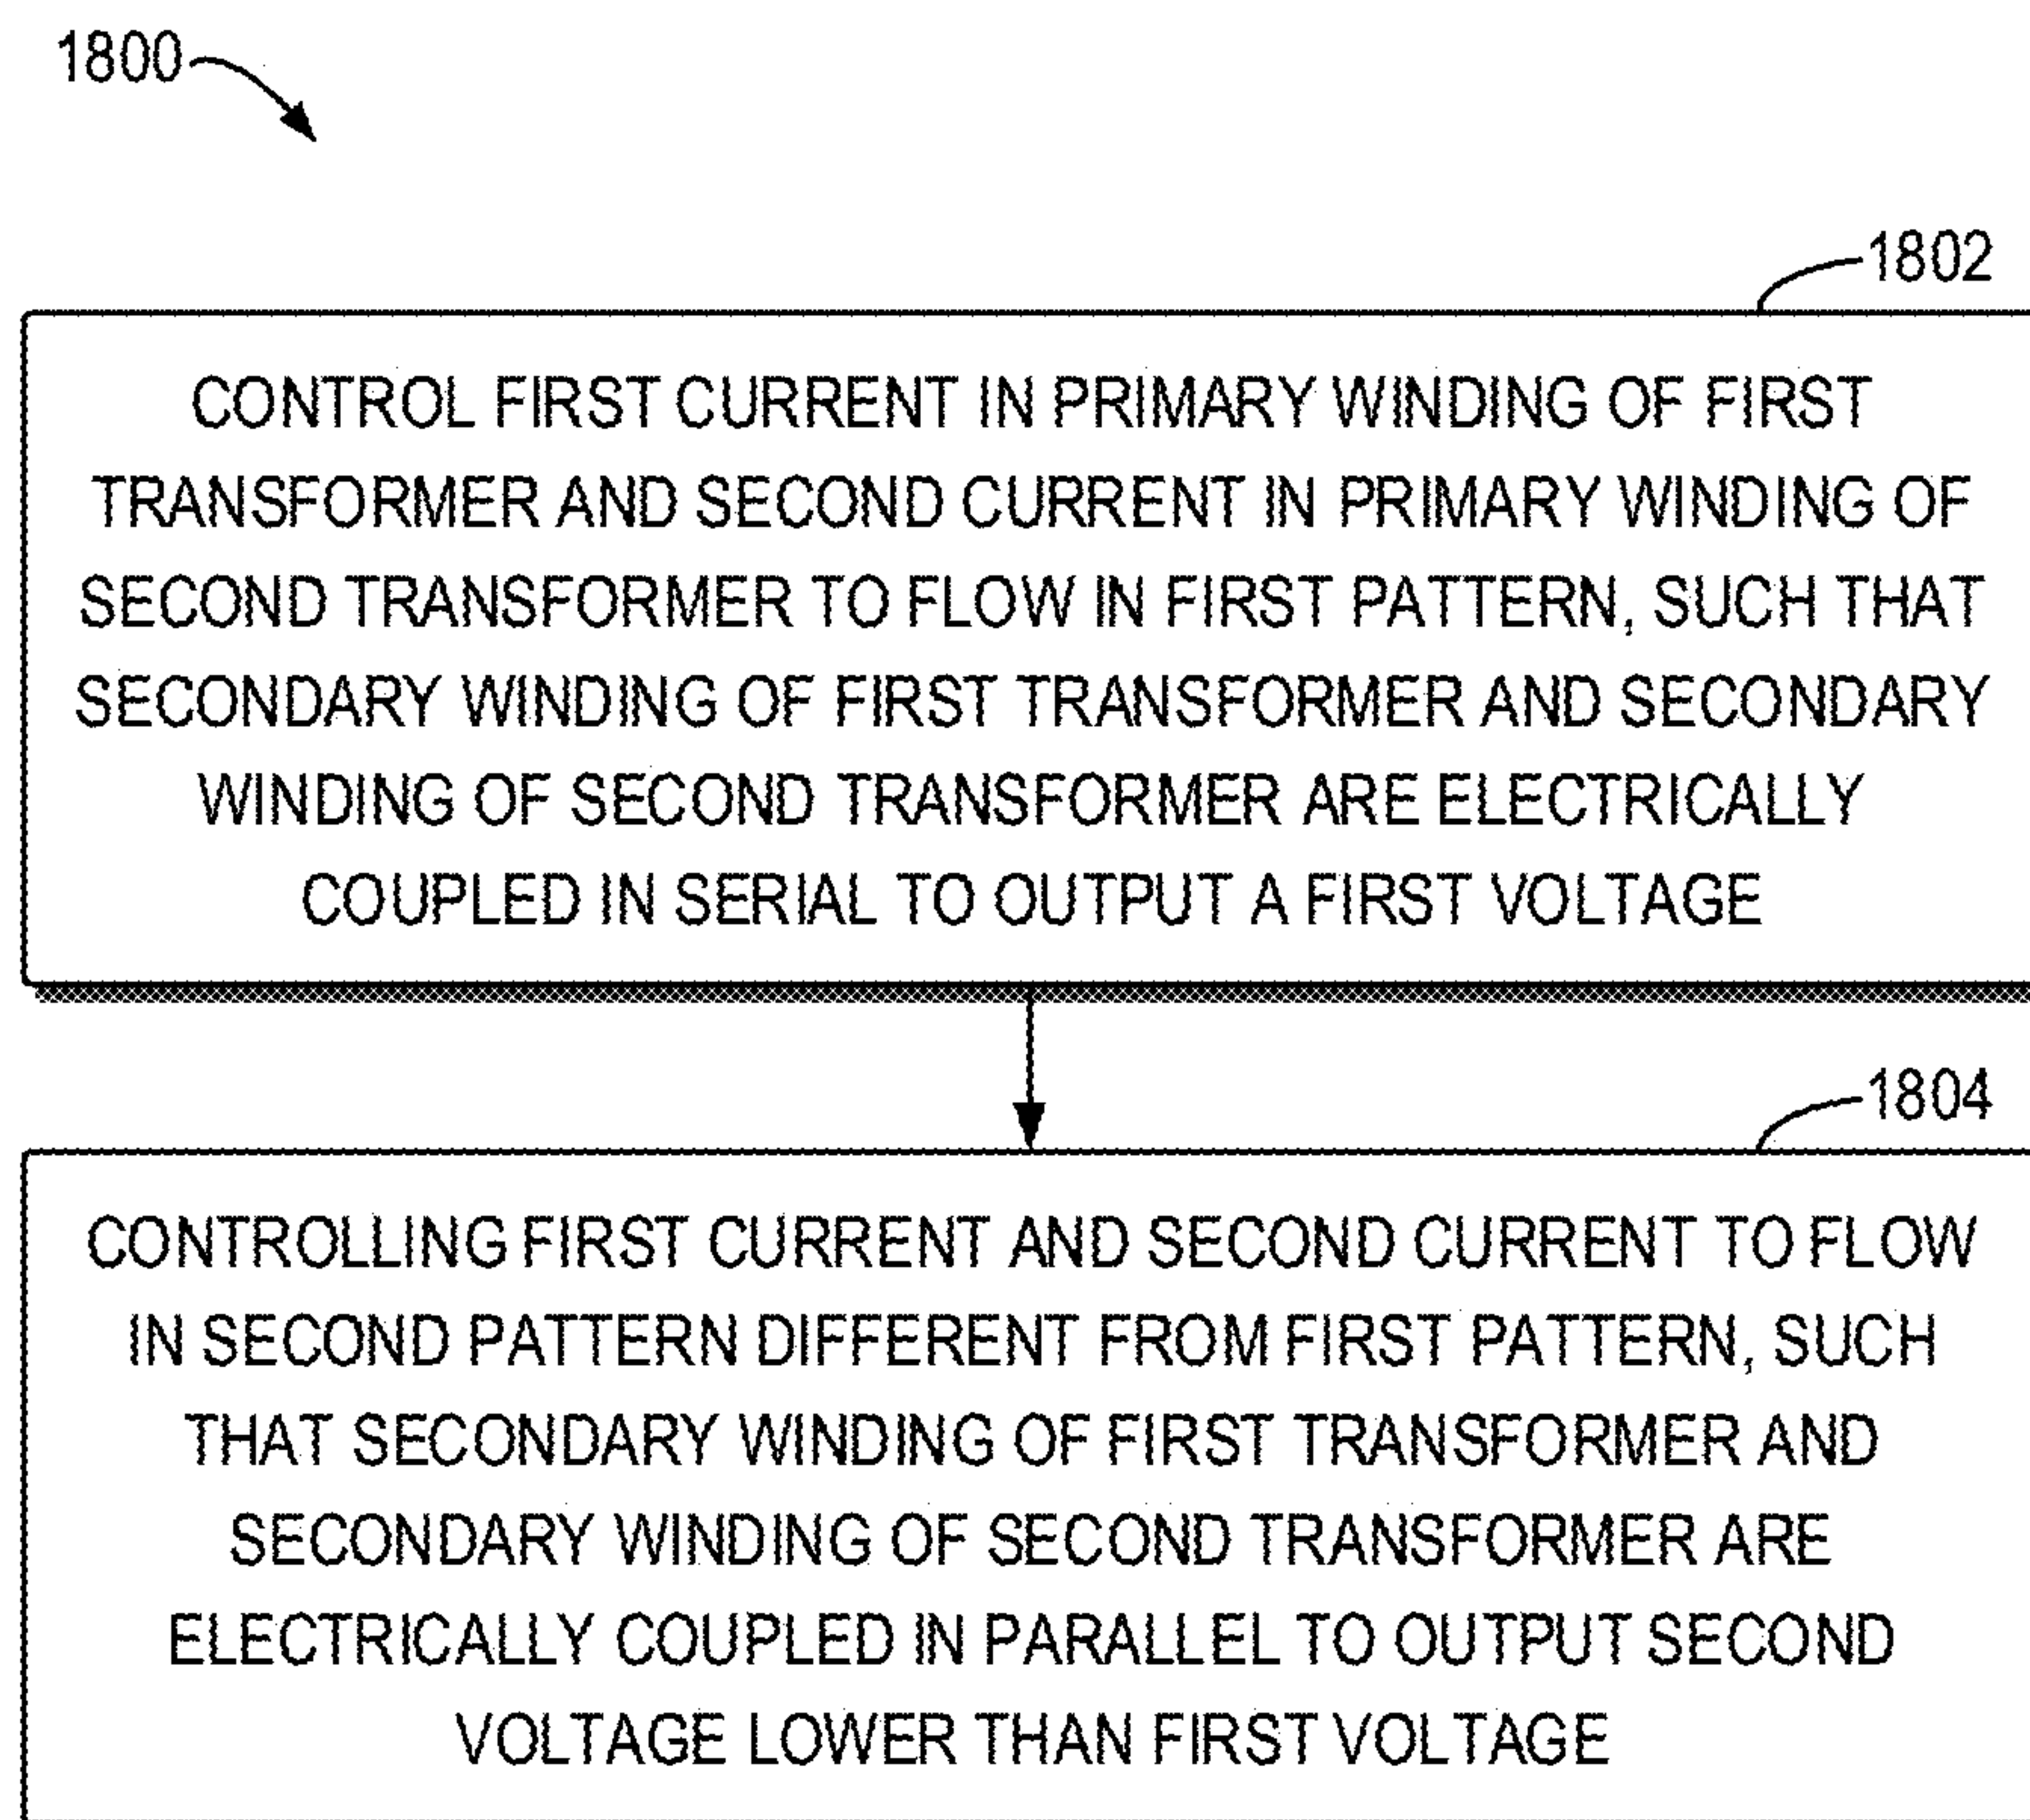 1800
1802
CONTROL FIRST CURRENT IN PRIMARY WINDING OF FIRST
TRANSFORMER AND SECOND CURRENT IN PRIMARY WINDING OF
SECOND TRANSFORMER TO FLOW IN FIRST PATTERN, SUCH THAT
SECONDARY WINDING OF FIRST TRANSFORMER AND SECONDARY
WINDING OF SECOND TRANSFORMER ARE ELECTRICALLY
COUPLED IN SERIAL TO OUTPUT A FIRST VOLTAGE
1804
CONTROLLING FIRST CURRENT AND SECOND CURRENT TO FLOW
IN SECOND PATTERN DIFFERENT FROM FIRST PATTERN, SUCH
THAT SECONDARY WINDING OF FIRST TRANSFORMER AND
SECONDARY WINDING OF SECOND TRANSFORMER ARE
ELECTRICALLY COUPLED IN PARALLEL TO OUTPUT SECOND
VOLTAGE LOWER THAN FIRST VOLTAGE